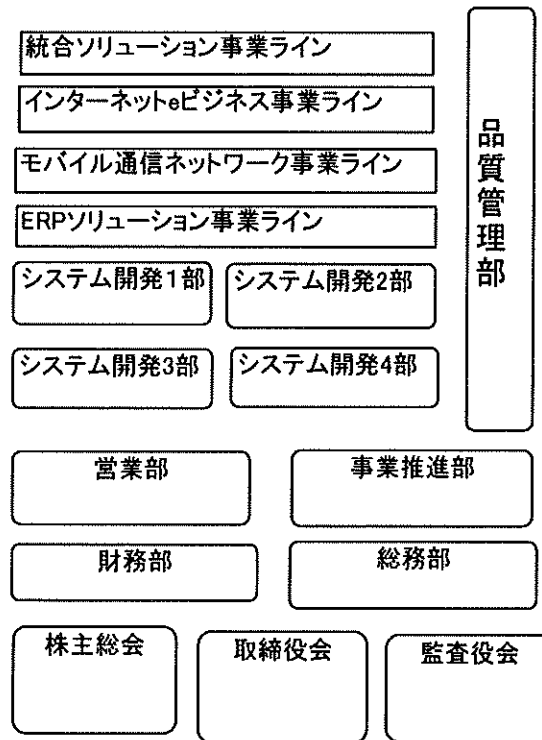 統合ソリューション事業ライン
インターネットeビジネス事業ライン
モバイル通信ネットワーク事業ライン
ERPソリューション事業ライン
品質管理部
システム開発1部
システム開発2部
システム開発3部
システム開発4部
営業部
事業推進部
財務部
総務部
株主総会
取締役会
監査役会